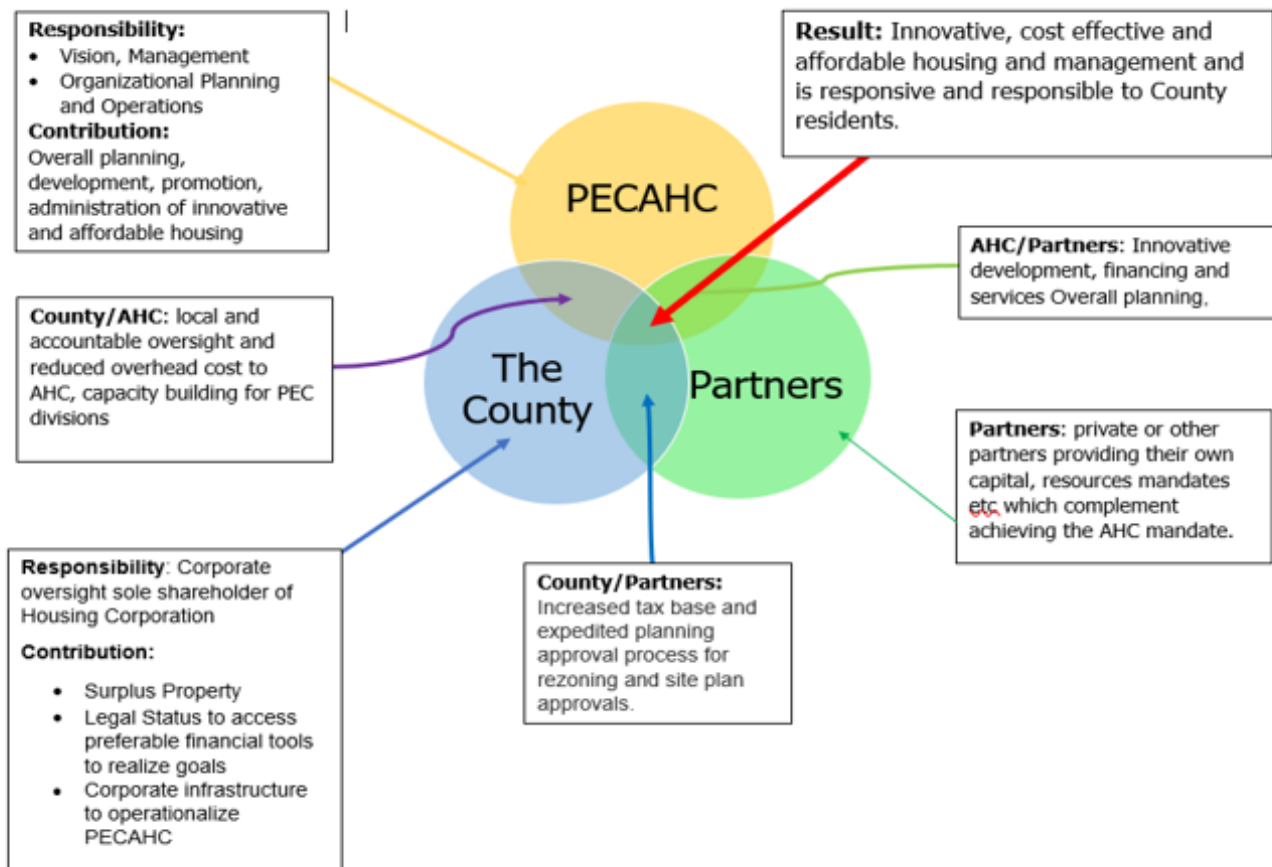 Responsibility:
• Vision, Management
• Organizational Planning
and Operations
Contribution:
Overall planning,
development, promotion,
administration of innovative
and affordable housing
Result: Innovative, cost effective and
affordable housing and management and
is responsive and responsible to County
residents.
PECAHC
AHC/Partners: Innovative
development, financing and
services Overall planning.
County/AHC: local and
accountable oversight and
reduced overhead cost to
AHC, capacity building for PEC
divisions
The
County
Partners
Partners: private or other
partners providing their own
capital, resources mandates
etc which complement
achieving the AHC mandate.
Responsibility: Corporate
oversight sole shareholder of
Housing Corporation
Contribution:
• Surplus Property
• Legal Status to access
preferable financial tools
to realize goals
• Corporate infrastructure
to operationalize
PECAHC
County/Partners:
Increased tax base and
expedited planning
approval process for
rezoning and site plan
approvals.